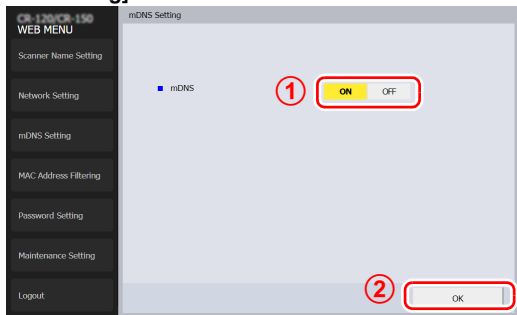 CR-120/CR-150
WEB MENU
mDNS Setting
Scanner Name Setting
Network Setting
mDNS Setting
MAC Address Filtering
Password Setting
Maintenance Setting
Logout
mDNS
①
ON
OFF
②
OK